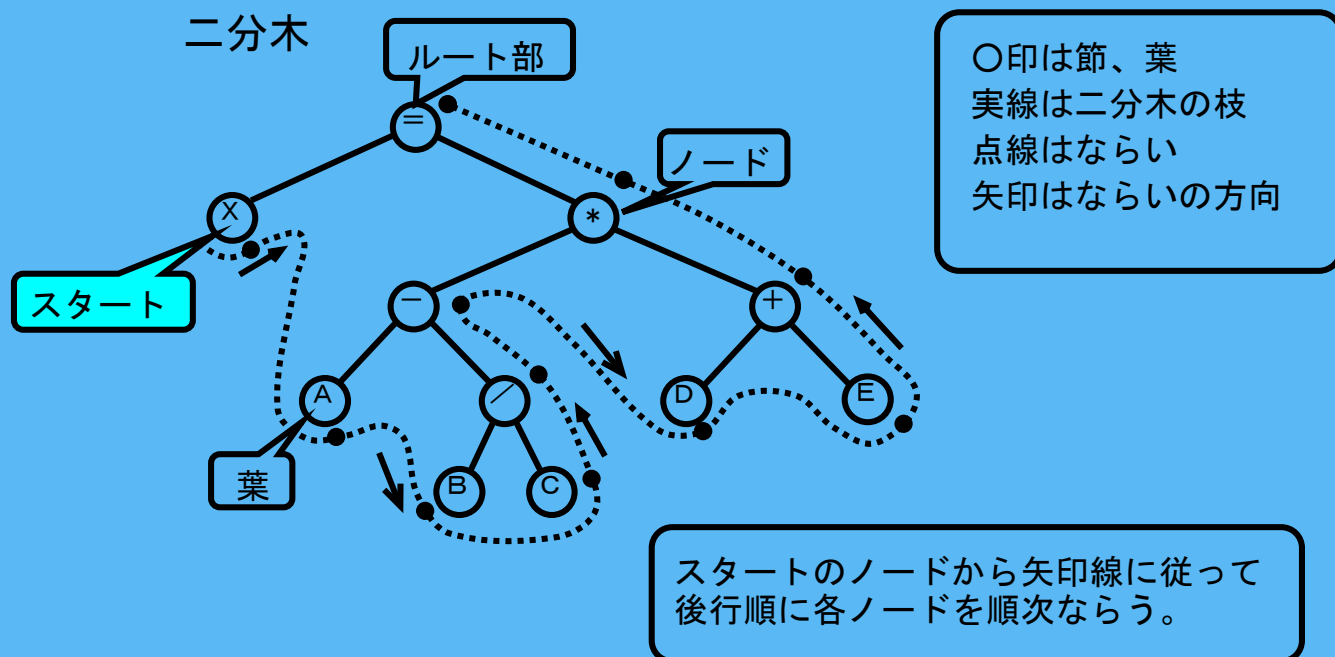 二分木
ルート部
○印は節、葉
実線は二分木の枝
点線はならい
矢印はならいの方向
=
ノード
X
*
スタート
－
＋
A
／
D
E
葉
B
C
スタートのノードから矢印線に従って
後行順に各ノードを順次ならう。